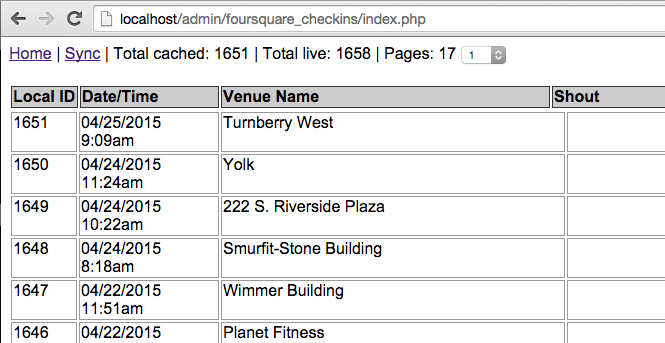 localhost/admin/foursquare_checkins/index.php
Home | Sync | Total cached: 1651 | Total live: 1658 | Pages: 17 1
Local ID Date/Time Venue Name Shout
1651 04/25/2015 Turnberry West
9:09am
1650 04/24/2015 Yolk
11:24am
1649 04/24/2015 222 S. Riverside Plaza
10:22am
1648 04/24/2015 Smurfit-Stone Building
8:18am
1647 04/22/2015 Wimmer Building
11:51am
1646 04/22/2015 Planet Fitness